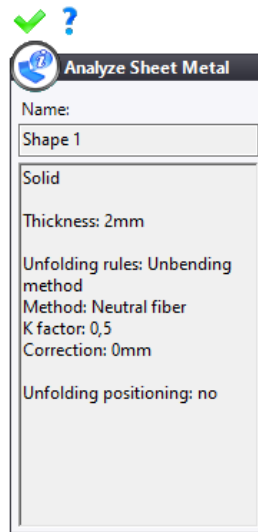 ?
Analyze Sheet Metal
Name:
Shape 1
Solid
Thickness: 2mm
Unfolding rules: Unbending
method
Method: Neutral fiber
K factor: 0,5
Correction: 0mm
Unfolding positioning: no